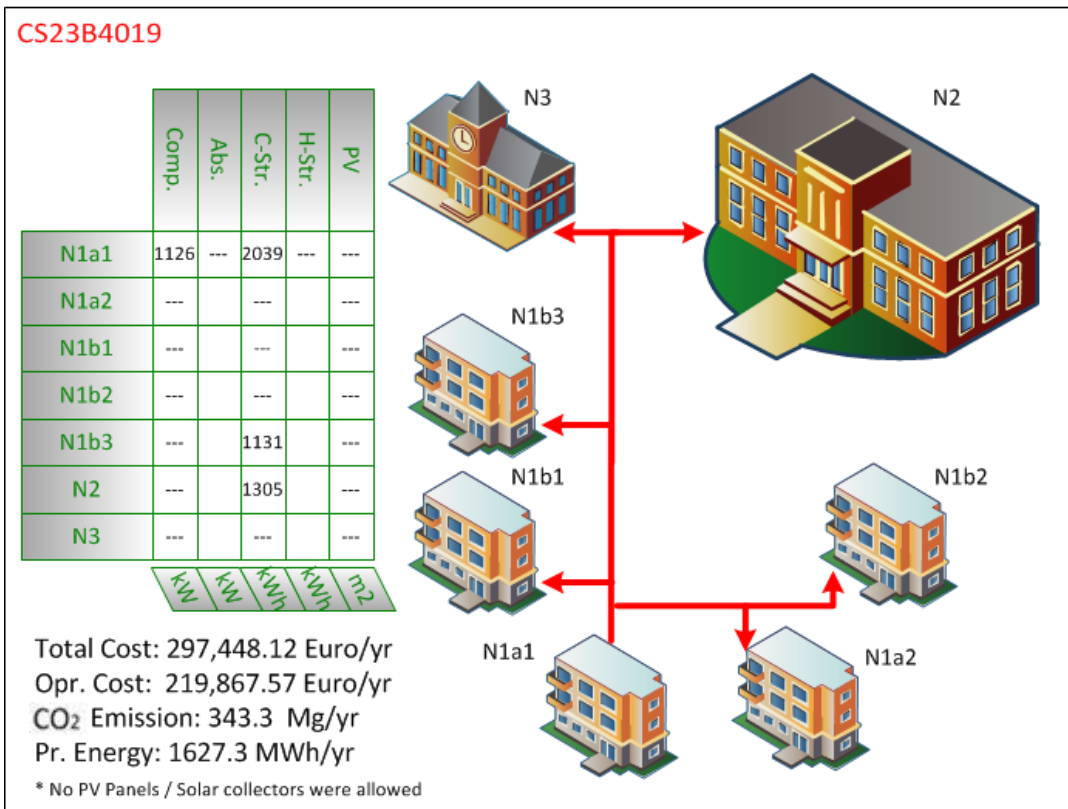 CS23B4019
N3
N2
Comp. Abs. C-Str. H-Str. PV
N1a1 1126 --- 2039 --- ---
N1a2 --- --- ---
N1b1 --- --- ---
N1b2 --- --- ---
N1b3 --- 1131 ---
N2 --- 1305 ---
N3 --- --- ---
kW kW kWh kWh m2
N1b3
N1b1
N1b2
N1a1
N1a2
Total Cost: 297,448.12 Euro/yr
Opr. Cost: 219,867.57 Euro/yr
CO₂ Emission: 343.3 Mg/yr
Pr. Energy: 1627.3 MWh/yr
* No PV Panels / Solar collectors were allowed